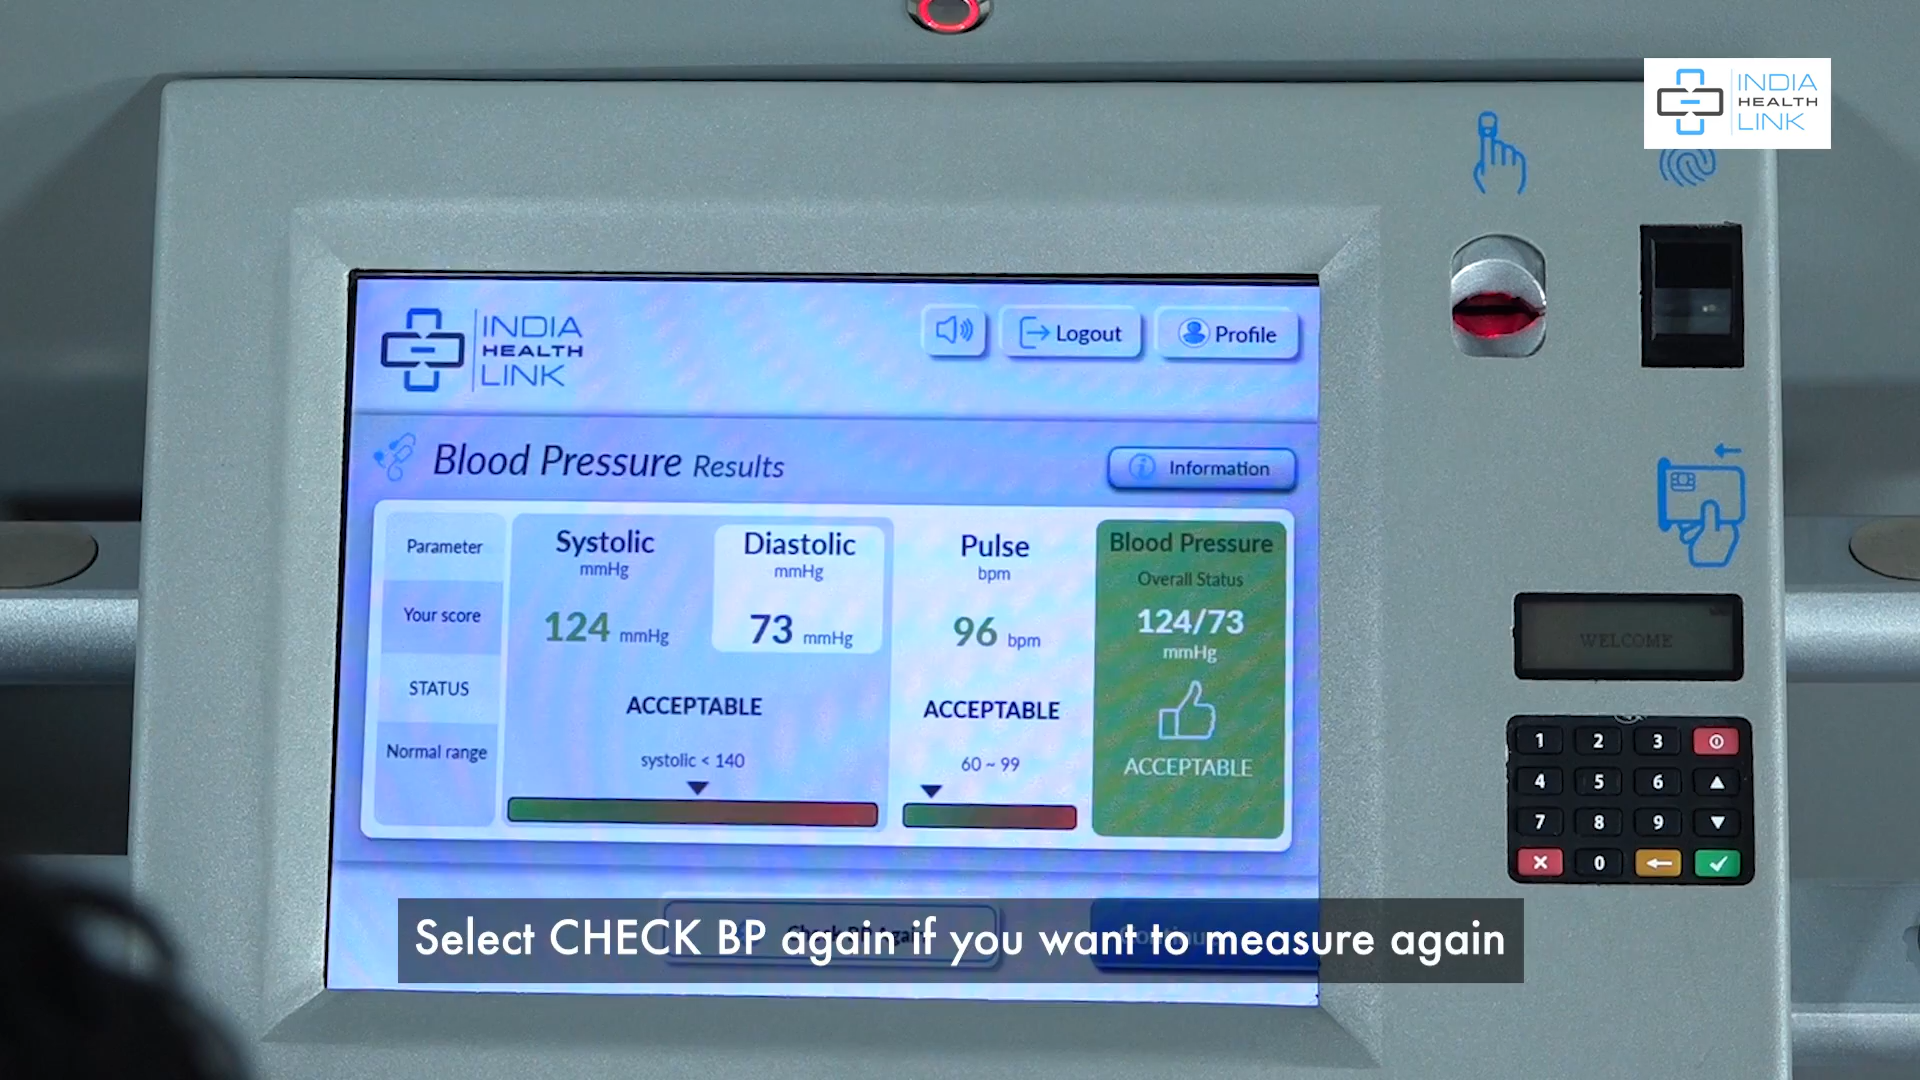 INDIA
HEALTH
LINK
INDIA
HEALTH
LINK
Logout
Profile
Blood Pressure Results
Information
Parameter
Your score
STATUS
Normal range
Systolic
mmHg
124 mmHg
Diastolic
mmHg
73 mmHg
ACCEPTABLE
systolic < 140
Pulse
bpm
96 bpm
ACCEPTABLE
60 ~ 99
Blood Pressure
Overall Status
124/73
mmHg
ACCEPTABLE
Check BP Again
Select CHECK BP again if you want to measure again
WELCOME
1 2 3
4 5 6
7 8 9
0